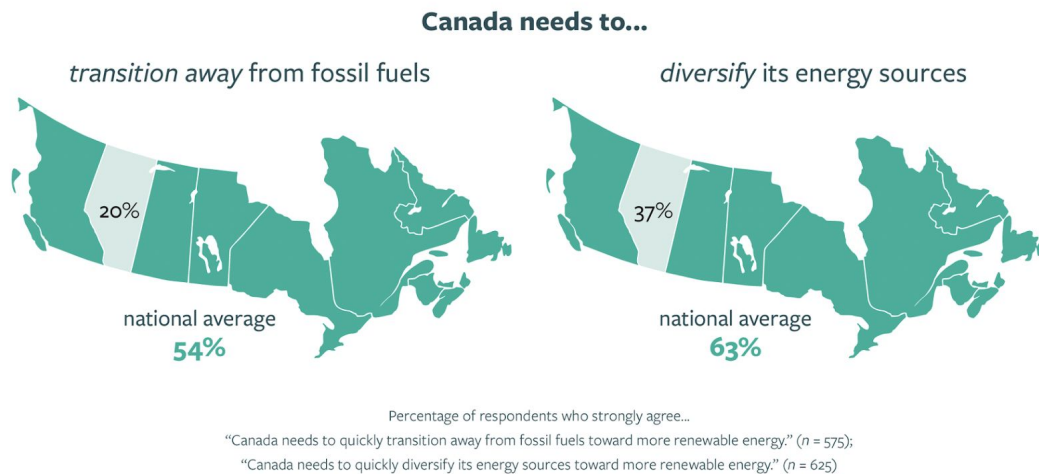 Canada needs to...
transition away from fossil fuels
diversify its energy sources
20%
37%
national average
54%
national average
63%
Percentage of respondents who strongly agree...
“Canada needs to quickly transition away from fossil fuels toward more renewable energy.” (n = 575);
“Canada needs to quickly diversify its energy sources toward more renewable energy.” (n = 625)